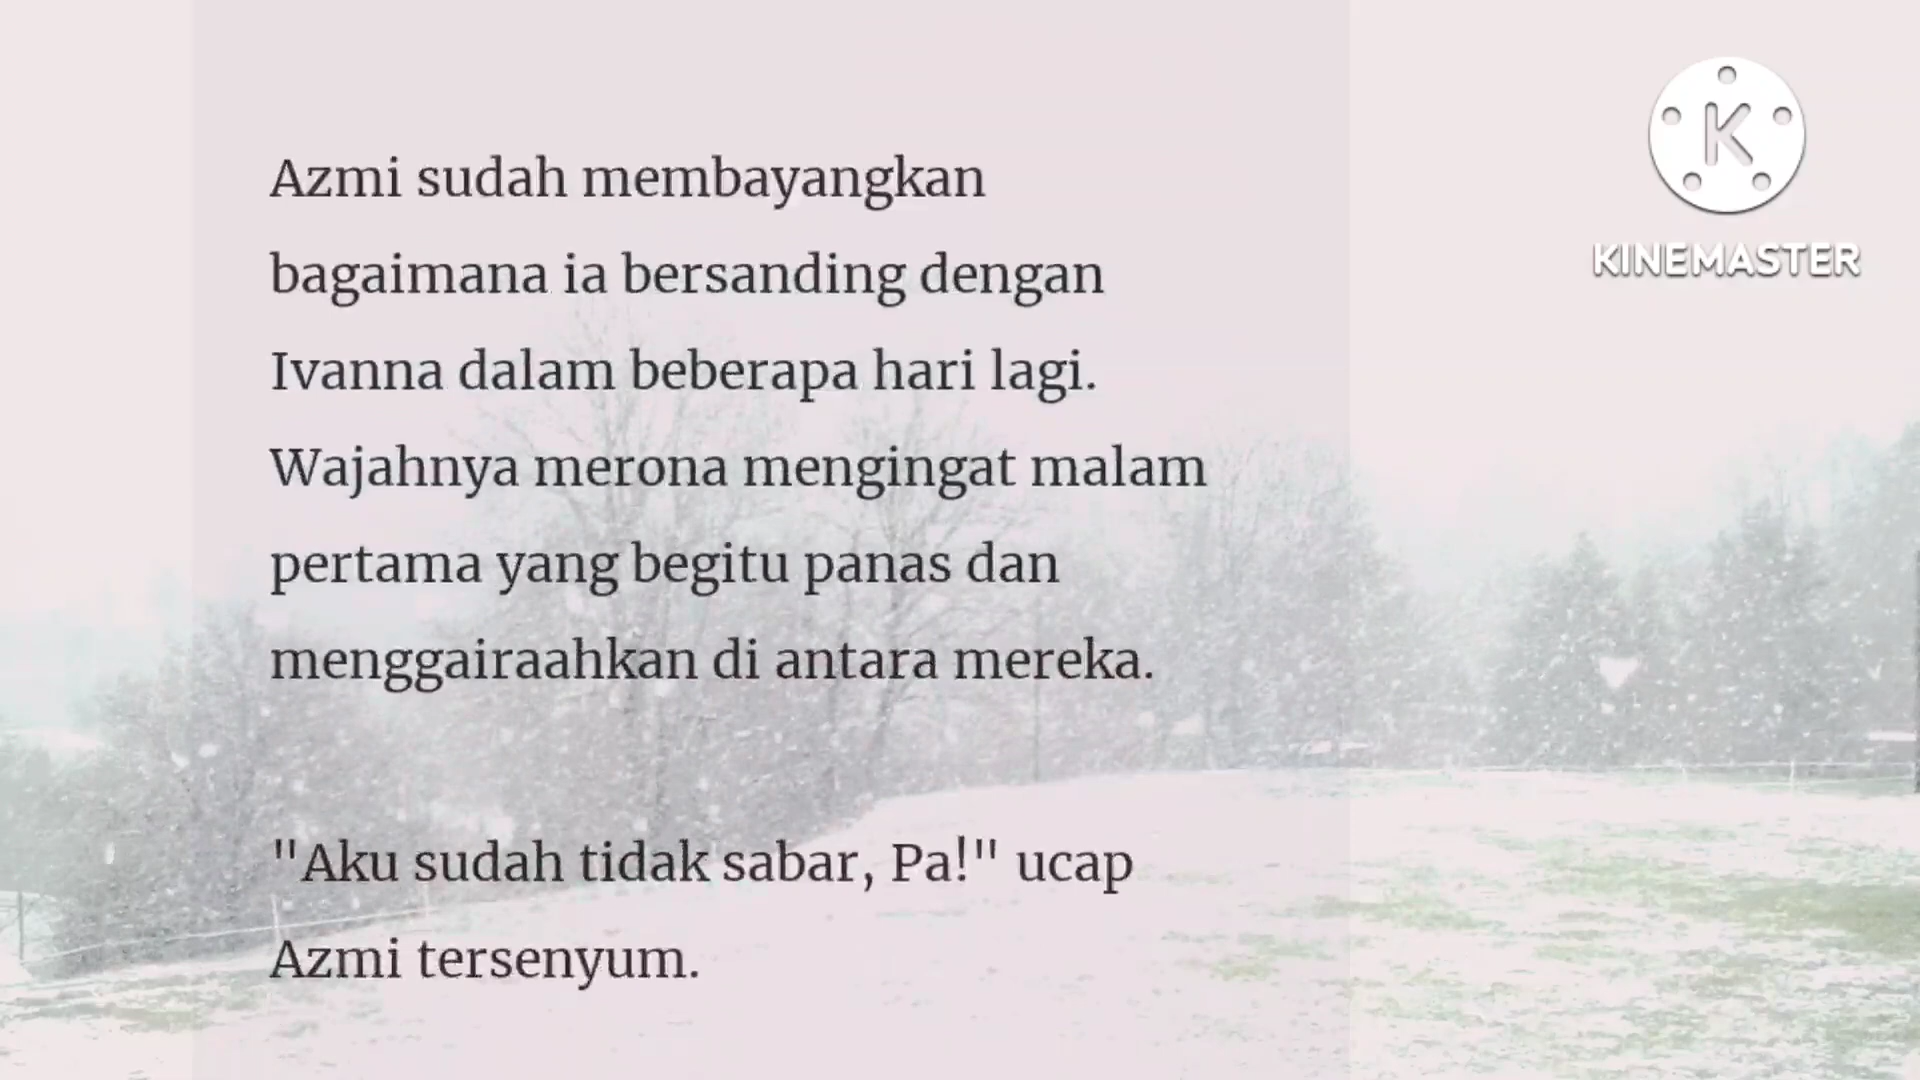 Azmi sudah membayangkan
bagaimana ia bersanding dengan
Ivanna dalam beberapa hari lagi.
Wajahnya merona mengingat malam
pertama yang begitu panas dan
menggairaahkan di antara mereka.
"Aku sudah tidak sabar, Pa!" ucap
Azmi tersenyum.
K
KINEMASTER